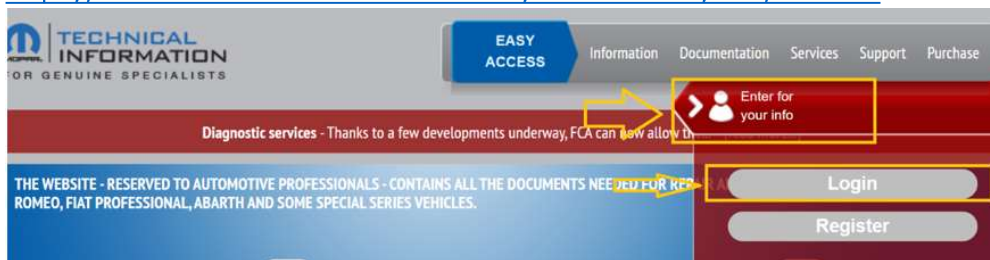 TECHNICAL
INFORMATION
FOR GENUINE SPECIALISTS
EASY
ACCESS
Information Documentation Services Support Purchase
Enter for
your info
Diagnostic services - Thanks to a few developments underway, FCA can now allow
THE WEBSITE - RESERVED TO AUTOMOTIVE PROFESSIONALS - CONTAINS ALL THE DOCUMENTS NEEDED FOR REPAIR
ROMEO, FIAT PROFESSIONAL, ABARTH AND SOME SPECIAL SERIES VEHICLES.
Login
Register